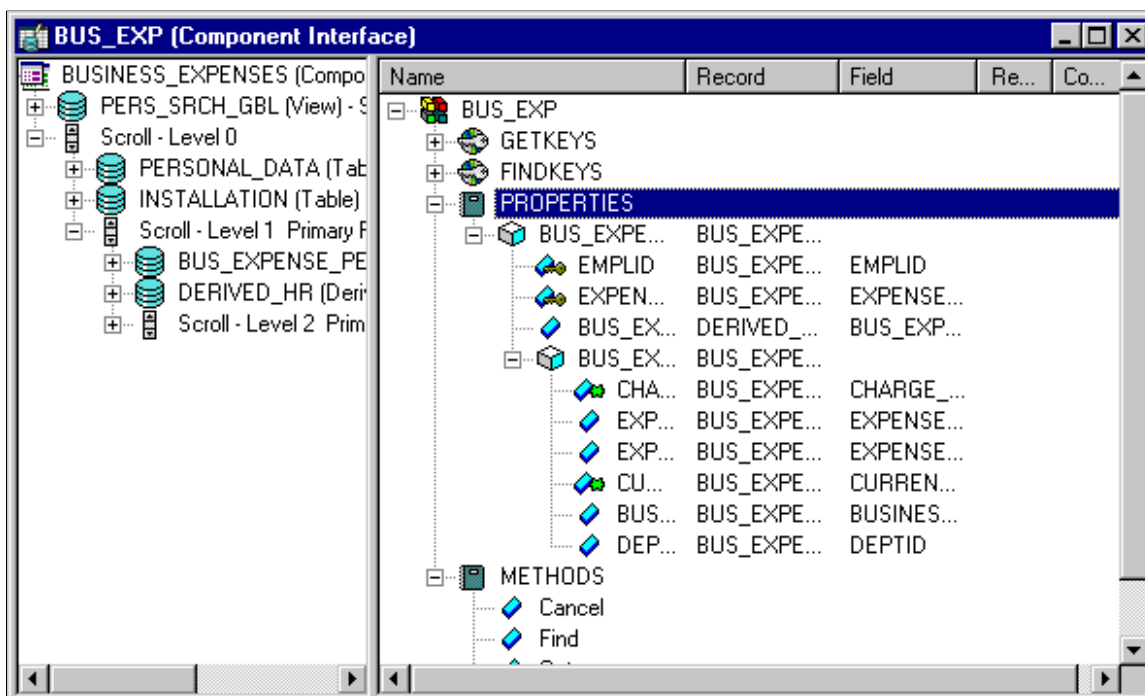 BUS_EXP (Component Interface)
BUSINESS_EXPENSES (Compo
PERS_SRCH_GBL (View) - S
Scroll - Level 0
PERSONAL_DATA (Tab
INSTALLATION (Table)
Scroll - Level 1 Primary R
BUS_EXPENSE_PE
DERIVED_HR (Deri
Scroll - Level 2 Prim
Name Record Field Re... Co...
BUS_EXP
GETKEYS
FINDKEYS
PROPERTIES
BUS_EXPE... BUS_EXPE...
EMPLID BUS_EXPE... EMPLID
EXPEN... BUS_EXPE... EXPENSE...
BUS_EX... DERIVED_... BUS_EXP...
BUS_EX... BUS_EXPE...
CHA... BUS_EXPE... CHARGE_...
EXP... BUS_EXPE... EXPENSE...
EXP... BUS_EXPE... EXPENSE...
CU... BUS_EXPE... CURREN...
BUS... BUS_EXPE... BUSINES...
DEP... BUS_EXPE... DEPTID
METHODS
Cancel
Find